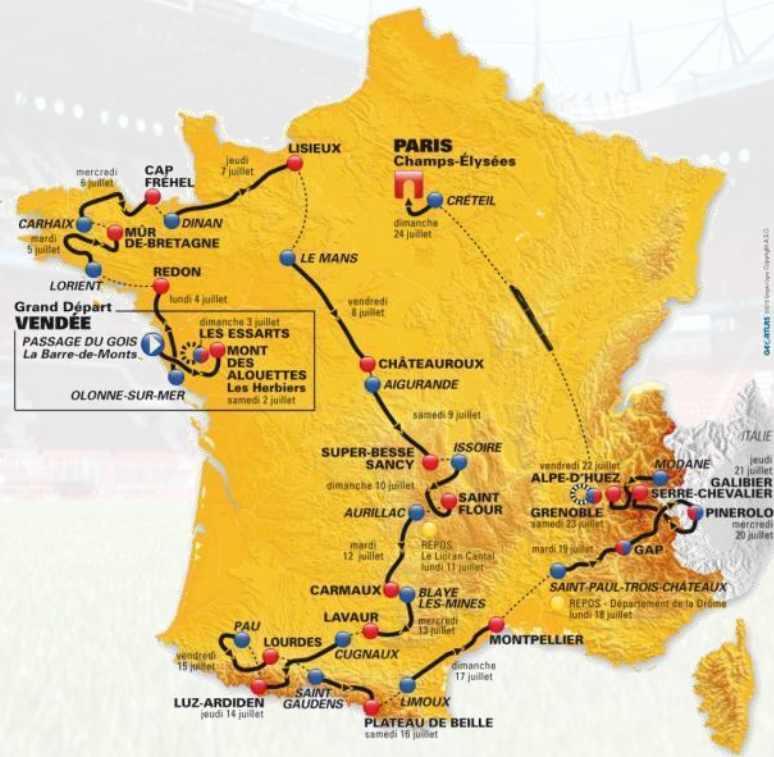 LISIEUX
jeudi
7 juillet
mercredi
6 juillet
CAP
FRÉHEL
DINAN
CARHAIX
mardi
5 juillet
MÛR
DE-BRETAGNE
LORIENT
REDON
lundi 4 juillet
PARIS
Champs-Élysées
CRÉTEIL
dimanche
24 juillet
LE MANS
Grand Départ
VENDÉE
PASSAGE DU GOIS
La Barre-de-Monts
dimanche 3 juillet
LES ESSARTS
MONT
DES
ALOUETTES
Les Herbiers
samedi 2 juillet
OLONNE-SUR-MER
vendredi
8 juillet
CHÂTEAUROUX
AIGURANDE
samedi 9 juillet
SUPER-BESSE
SANCY
ISSOIRE
dimanche 10 juillet
SAINT
FLOUR
AURILLAC
REPOS
Le Lioran Cantal
lundi 11 juillet
mardi
12 juillet
CARMAUX
BLAYE
LES-MINES
LAVAUR
mercredi
13 juillet
CUGNAUX
PAU
LOURDES
vendredi
15 juillet
LUZ-ARDIDEN
jeudi 14 juillet
SAINT
GAUDENS
PLATEAU DE BEILLE
samedi 16 juillet
LIMOUX
dimanche
17 juillet
MONTPELLIER
SAINT-PAUL-TROIS-CHÂTEAUX
REPOS - Département de la Drôme
lundi 18 juillet
mardi 19 juillet
GAP
PINEROLO
mercredi
20 juillet
ITALIE
jeudi
21 juillet
GALIBIER
SERRE-CHEVALIER
MODANE
vendredi 22 juillet
ALPE-D'HUEZ
GRENOBLE
samedi 23 juillet
GEOATLAS